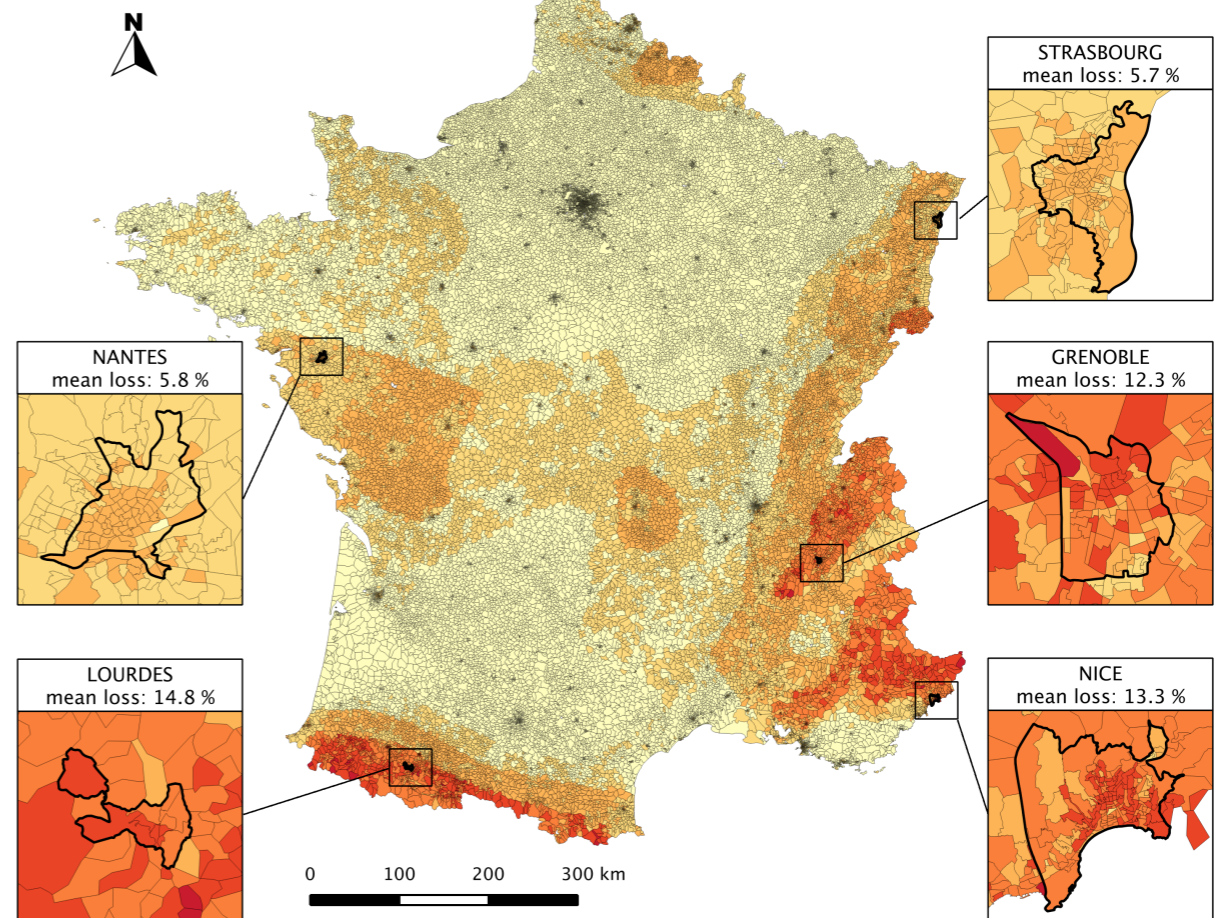 N
STRASBOURG
mean loss: 5.7 %
NANTES
mean loss: 5.8 %
GRENOBLE
mean loss: 12.3 %
LOURDES
mean loss: 14.8 %
NICE
mean loss: 13.3 %
0 100 200 300 km